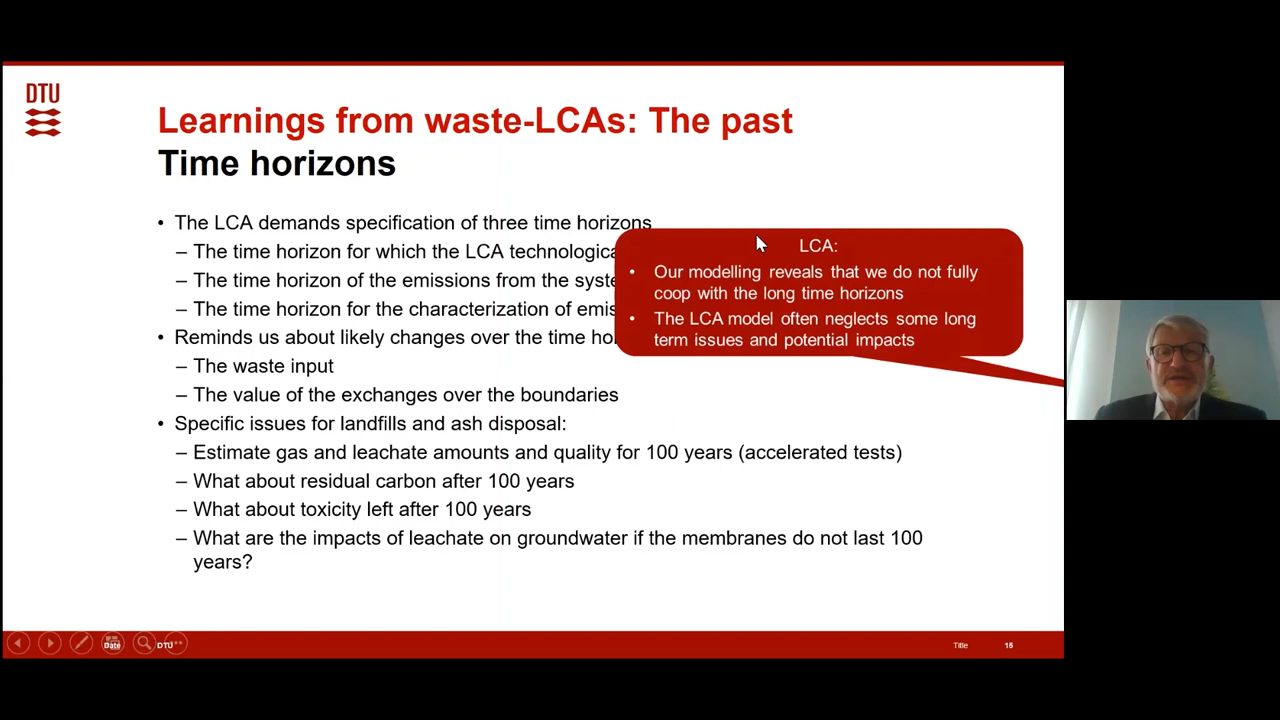 DTU
Learnings from waste-LCAs: The past
Time horizons
• The LCA demands specification of three time horizons
– The time horizon for which the LCA technologica
– The time horizon of the emissions from the syste
– The time horizon for the characterization of emis
• Reminds us about likely changes over the time ho
– The waste input
– The value of the exchanges over the boundaries
• Specific issues for landfills and ash disposal:
– Estimate gas and leachate amounts and quality for 100 years (accelerated tests)
– What about residual carbon after 100 years
– What about toxicity left after 100 years
– What are the impacts of leachate on groundwater if the membranes do not last 100
years?
LCA:
• Our modelling reveals that we do not fully
coop with the long time horizons
• The LCA model often neglects some long
term issues and potential impacts
Date
DTU
Title
15